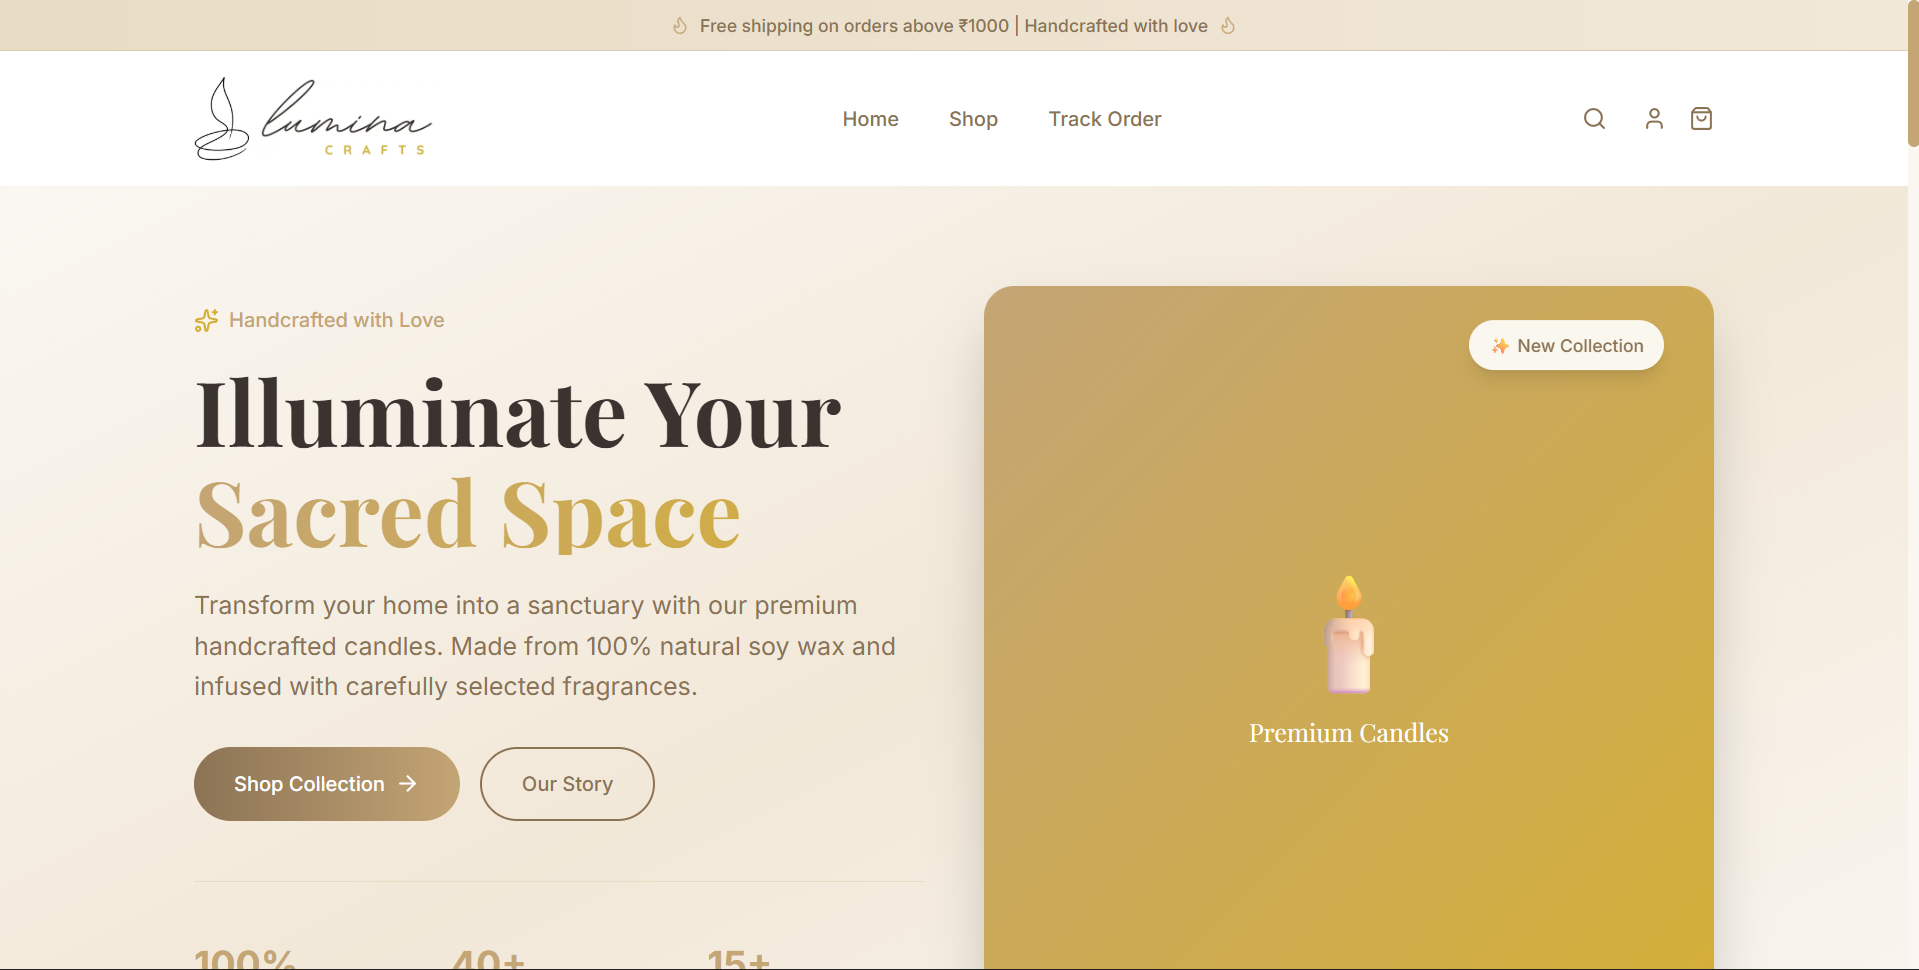 Free shipping on orders above ₹1000 | Handcrafted with love
lumina
CRAFTS
Home
Shop
Track Order
Handcrafted with Love
Illuminate Your
Sacred Space
Transform your home into a sanctuary with our premium
handcrafted candles. Made from 100% natural soy wax and
infused with carefully selected fragrances.
Shop Collection
Our Story
100%
40+
15+
New Collection
Premium Candles